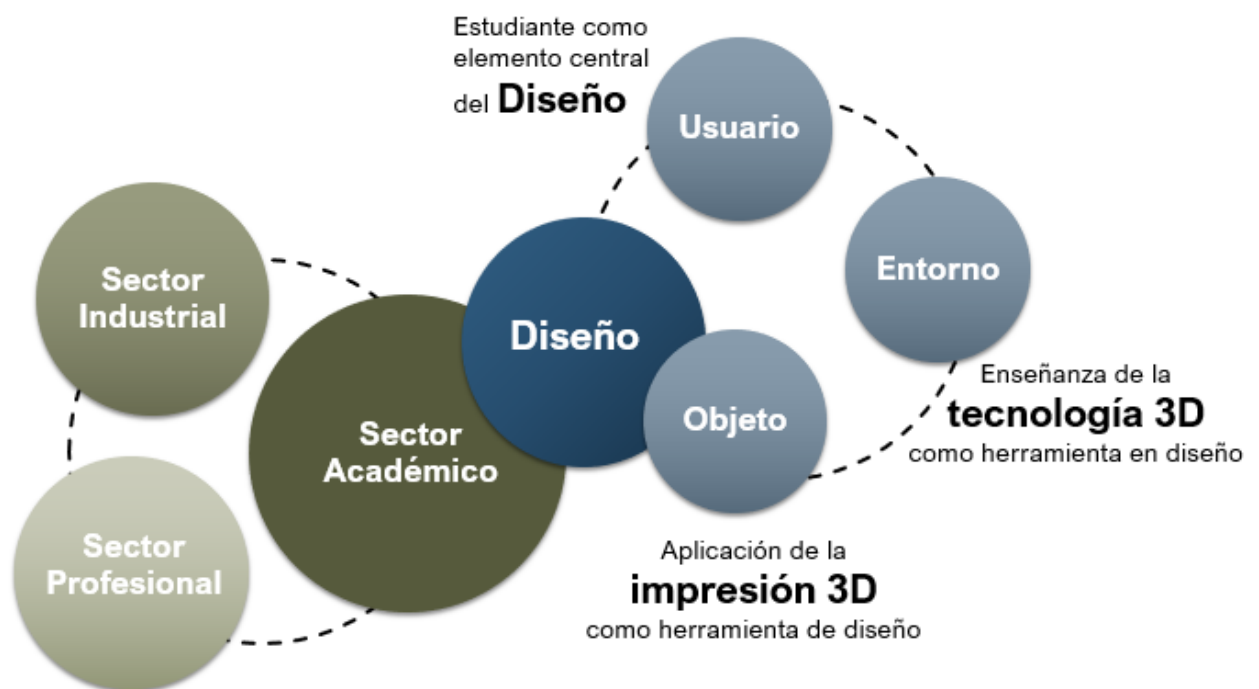 Estudiante como
elemento central
del Diseño
Usuario
Entorno
Sector
Industrial
Diseño
Enseñanza de la
tecnología 3D
como herramienta en diseño
Objeto
Sector
Académico
Sector
Profesional
Aplicación de la
impresión 3D
como herramienta de diseño